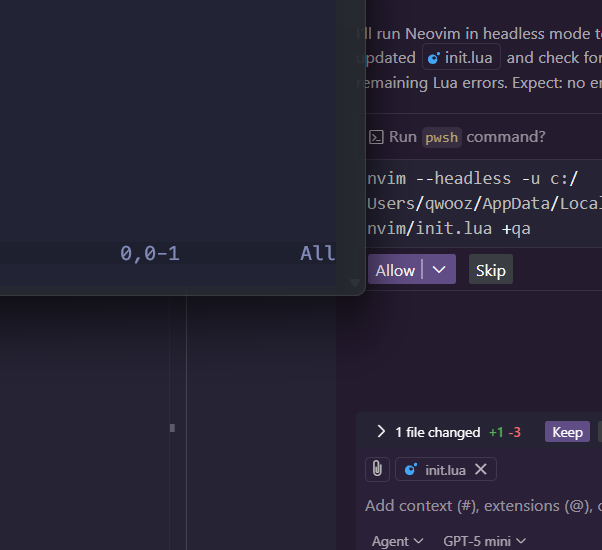 I'll run Neovim in headless mode
updated init.lua and check for
remaining Lua errors. Expect: no
Run pwsh command?
nvim --headless -u c:/
Users/qwooz/AppData/Local
nvim/init.lua +qa
0,0-1 All
Allow Skip
1 file changed +1 -3 Keep
init.lua
Add context (#), extensions (@),
Agent GPT-5 mini